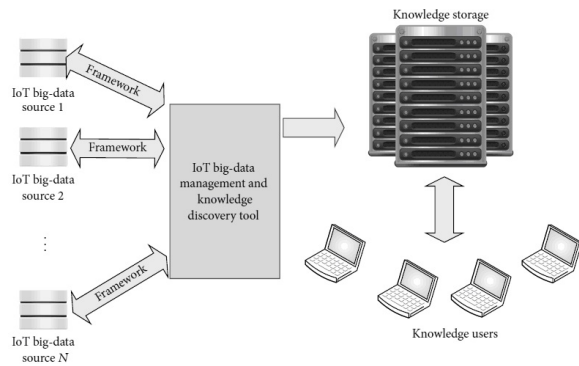 Knowledge storage
Framework
IoT big-data
source 1
Framework
IoT big-data
source 2
IoT big-data
management and
knowledge
discovery tool
⋮
Framework
IoT big-data
source N
Knowledge users